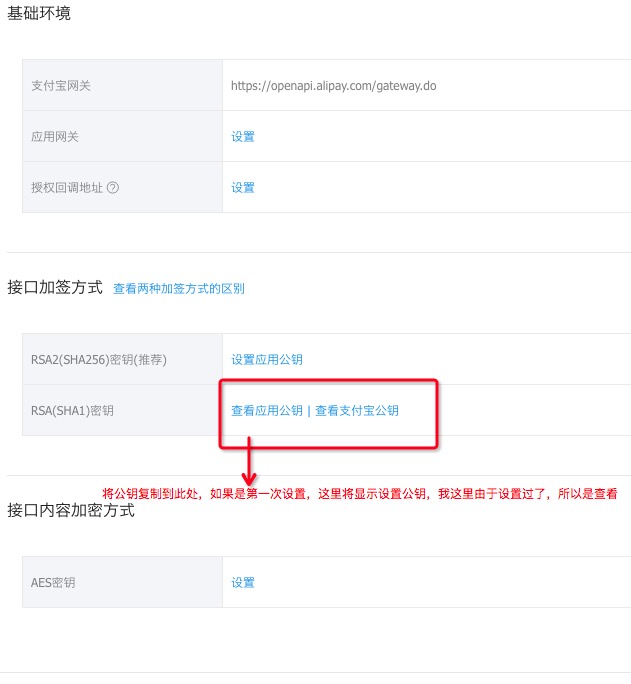 基础环境
支付宝网关 https://openapi.alipay.com/gateway.do
应用网关 设置
授权回调地址 ? 设置
接口加签方式 查看两种加签方式的区别
RSA2(SHA256)密钥(推荐) 设置应用公钥
RSA(SHA1)密钥 查看应用公钥 | 查看支付宝公钥
将公钥复制到此处，如果是第一次设置，这里将显示设置公钥，我这里由于设置过了，所以是查看
接口内容加密方式
AES密钥 设置